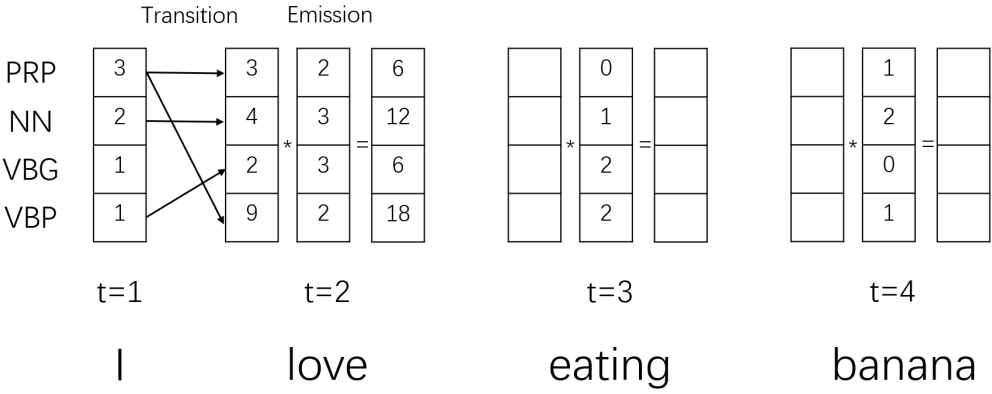 Transition Emission
PRP 3 3 2 6 0 1
NN 2 4 * 3 = 12 * 1 = * 2 =
VBG 1 2 3 6 2 0
VBP 1 9 2 18 2 1
t=1 t=2 t=3 t=4
I love eating banana